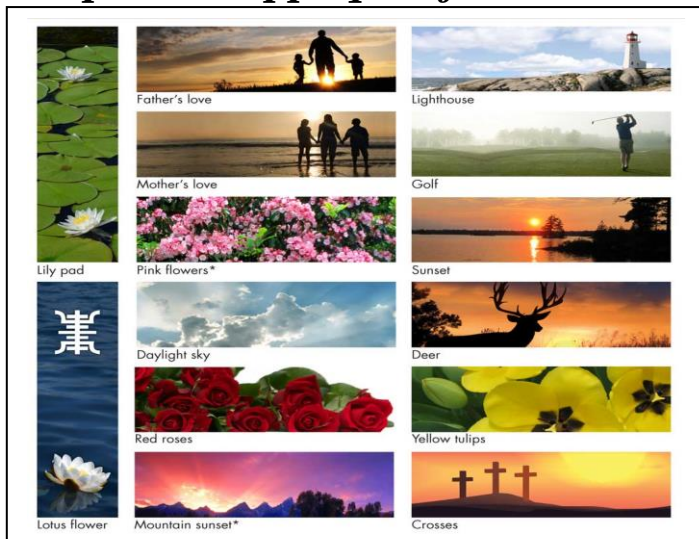 Father's love
Lighthouse
Mother's love
Golf
Lily pad
Pink flowers*
Sunset
Daylight sky
Deer
Red roses
Yellow tulips
Lotus flower
Mountain sunset*
Crosses